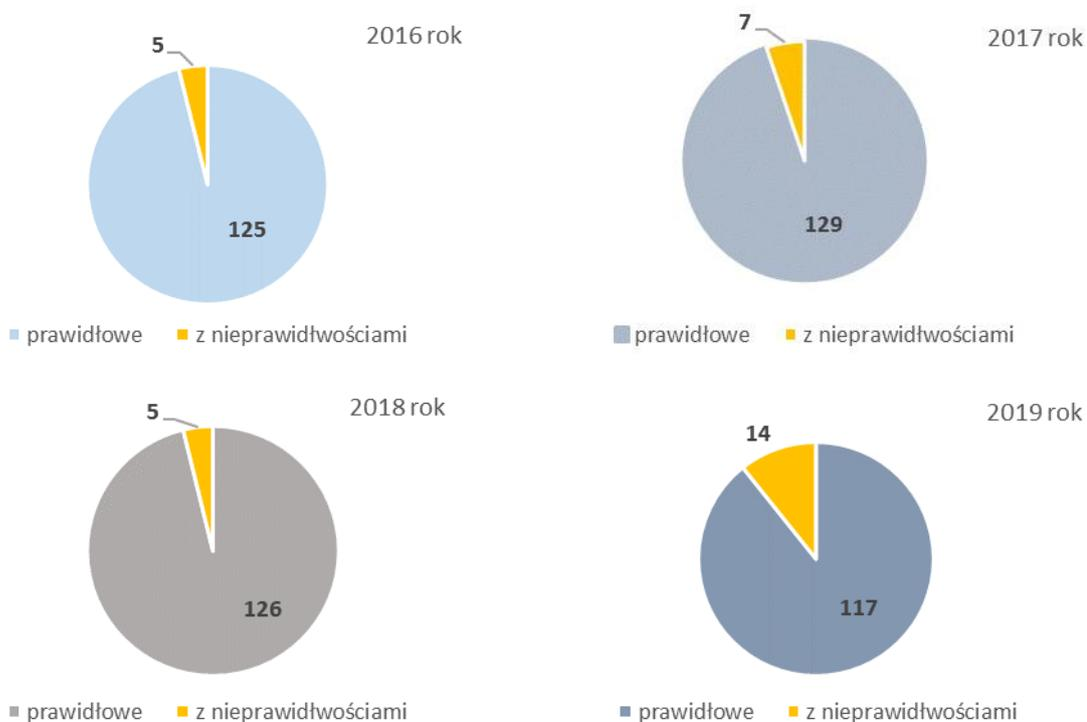 2016 rok
5
125
prawidłowe z nieprawidłwościami
2017 rok
7
129
prawidłowe z nieprawidłwościami
2018 rok
5
126
prawidłowe z nieprawidłwościami
2019 rok
14
117
prawidłowe z nieprawidłwościami